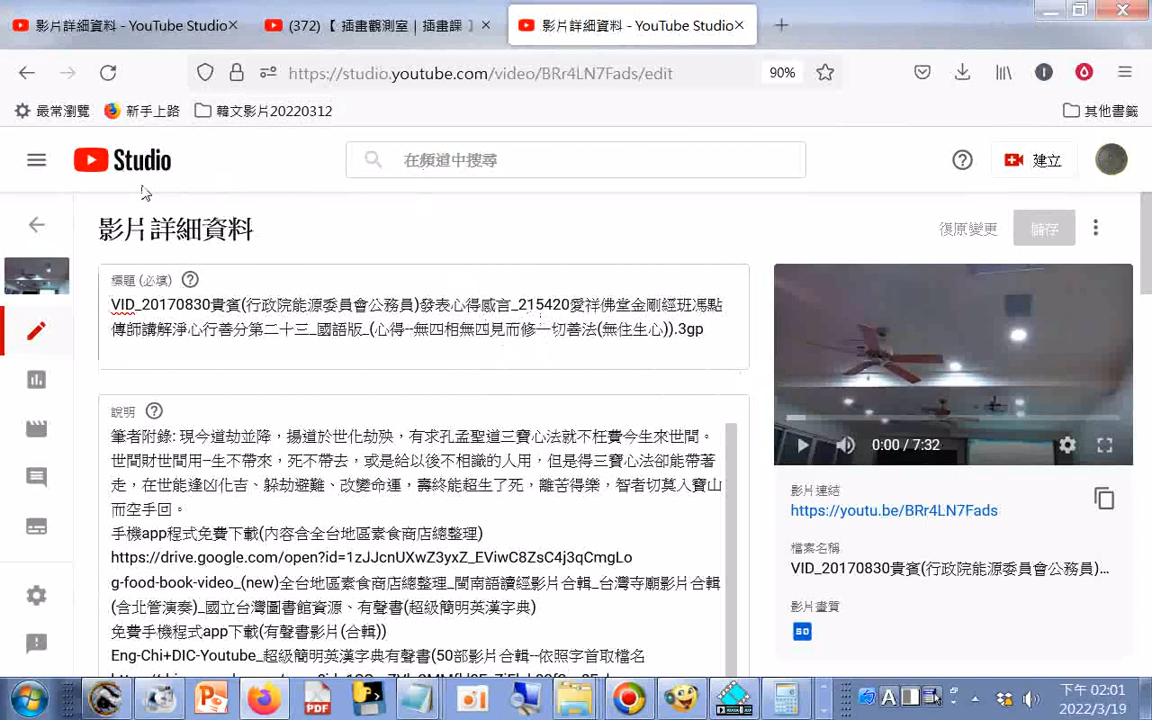 影片詳細資料 - YouTube Studio
(372)【 插畫觀測室 | 插畫課 】
影片詳細資料 - YouTube Studio
https://studio.youtube.com/video/BRr4LN7Fads/edit
90%
最常瀏覽
新手上路
韓文影片20220312
其他書籤
Studio
在頻道中搜尋
建立
影片詳細資料
復原變更
儲存
標題 (必填)
VID_20170830貴賓(行政院能源委員會公務員)發表心得感言_215420愛祥佛堂金剛經班馮點
傳師講解淨心行善分第二十三_國語版_(心得--無四相無四見而修一切善法(無住生心)).3gp
說明
筆者附錄: 現今道劫並降，揚道於世化劫殃，有求孔孟聖道三寶心法就不枉費今生來世間。
世間財世間用--生不帶來，死不帶去，或是給以後不相識的人用，但是得三寶心法卻能帶著
走，在世能逢凶化吉、躲劫避難、改變命運，壽終能超生了死，離苦得樂，智者切莫入寶山
而空手回。
手機app程式免費下載(內容含全台地區素食商店總整理)
https://drive.google.com/open?id=1zJJcnUXwZ3yxZ_EViwC8ZsC4j3qCmgLo
g-food-book-video_(new)全台地區素食商店總整理_閩南語讀經影片合輯_台灣寺廟影片合輯
(含北管演奏)_國立台灣圖書館資源、有聲書(超級簡明英漢字典)
免費手機程式app下載(有聲書影片(合輯))
Eng-Chi+DIC-Youtube_超級簡明英漢字典有聲書(50部影片合輯--依照字首取檔名
0:00 / 7:32
影片連結
https://youtu.be/BRr4LN7Fads
檔案名稱
VID_20170830貴賓(行政院能源委員會公務員)...
影片畫質
SD
下午 02:01
2022/3/19